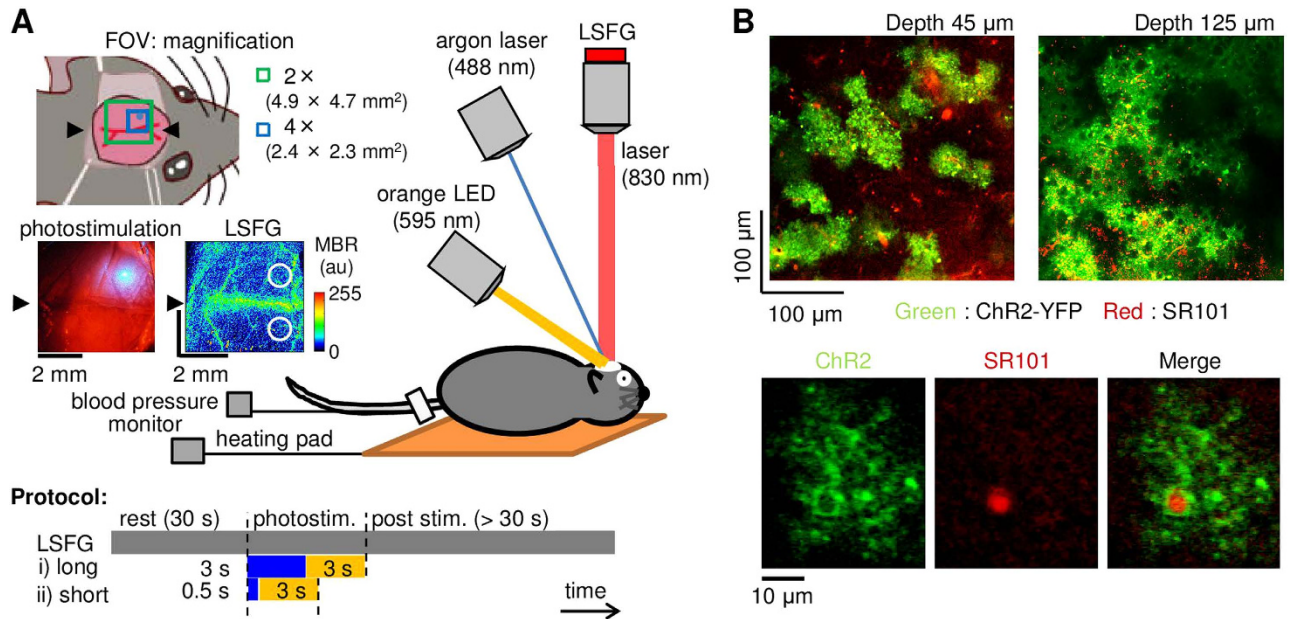 A
FOV: magnification
2 ×
(4.9 × 4.7 mm²)
4 ×
(2.4 × 2.3 mm²)
argon laser
(488 nm)
LSFG
laser
(830 nm)
orange LED
(595 nm)
photostimulation
LSFG
MBR
(au)
255
0
2 mm
2 mm
blood pressure
monitor
heating pad
Protocol:
rest (30 s)
photostim.
post stim. (> 30 s)
LSFG
i) long
3 s
3 s
ii) short
0.5 s
3 s
time
B
Depth 45 µm
Depth 125 µm
100 µm
100 µm
Green : ChR2-YFP
Red : SR101
ChR2
SR101
Merge
10 µm